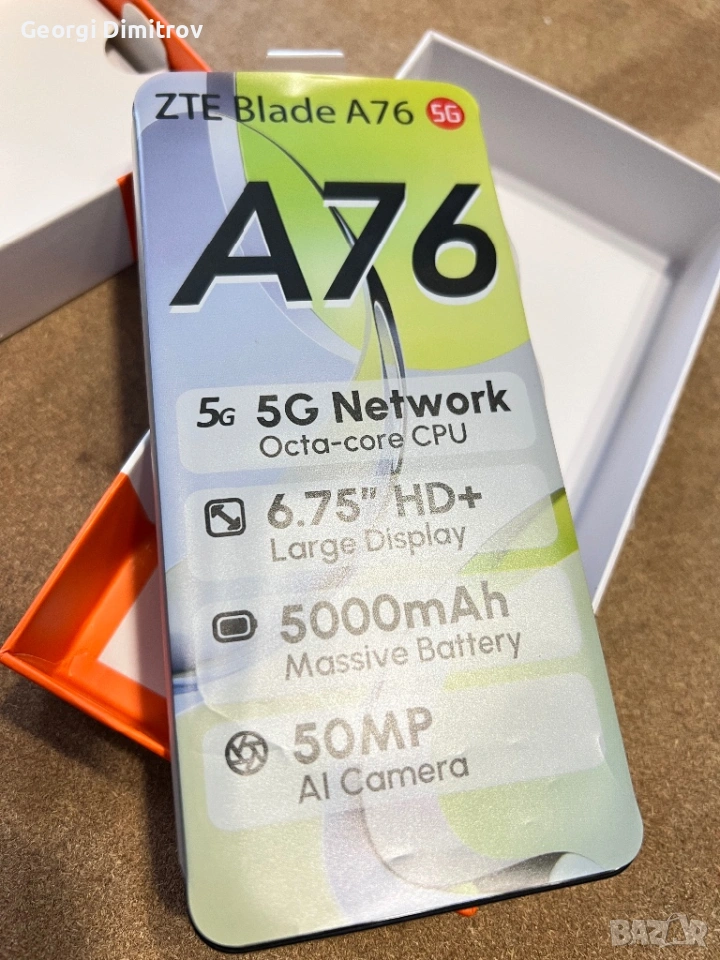 Georgi Dimitrov
ZTE Blade A76 5G
A76
5G 5G Network
Octa-core CPU
6.75" HD+
Large Display
5000mAh
Massive Battery
50MP
AI Camera
BAZAR